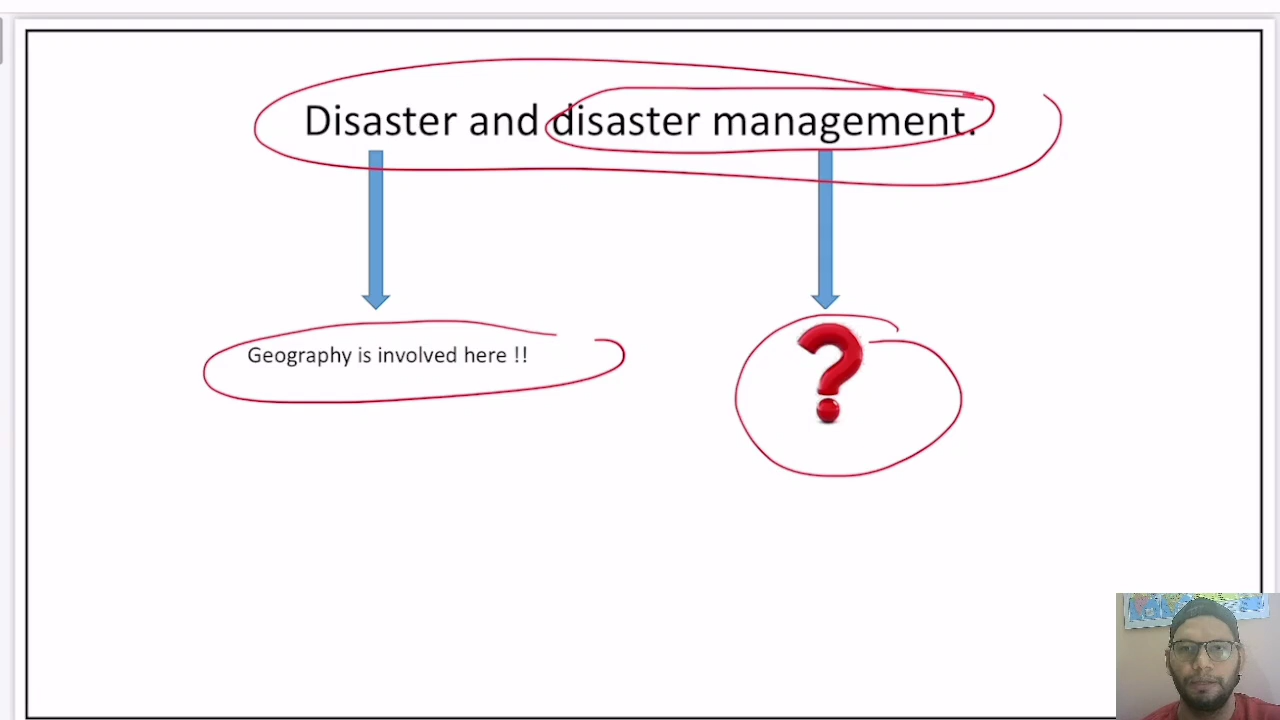 Disaster and disaster management.
Geography is involved here !!
?